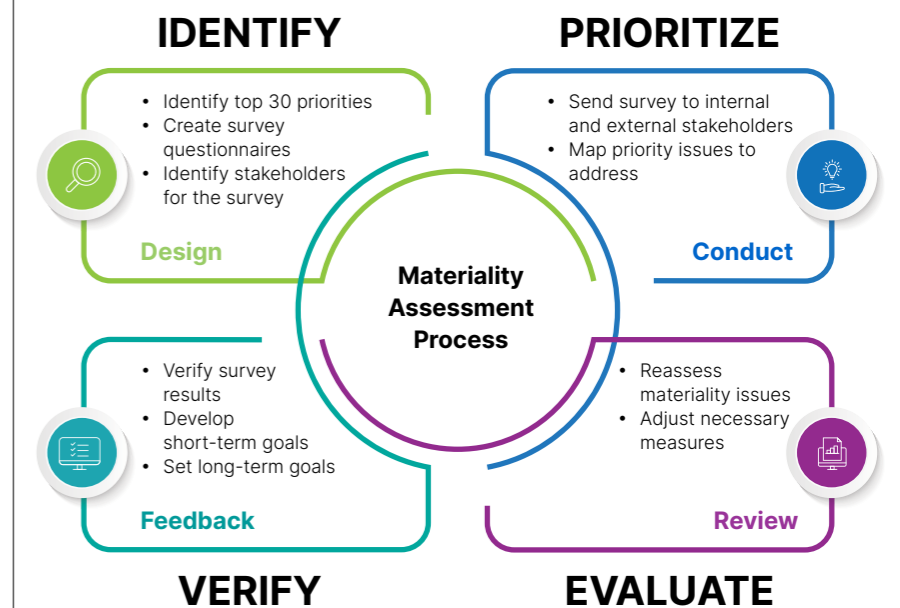 IDENTIFY
• Identify top 30 priorities
• Create survey
questionnaires
• Identify stakeholders
for the survey
Design
PRIORITIZE
• Send survey to internal
and external stakeholders
• Map priority issues to
address
Conduct
Materiality
Assessment
Process
• Verify survey
results
• Develop
short-term goals
• Set long-term goals
Feedback
VERIFY
• Reassess
materiality issues
• Adjust necessary
measures
Review
EVALUATE